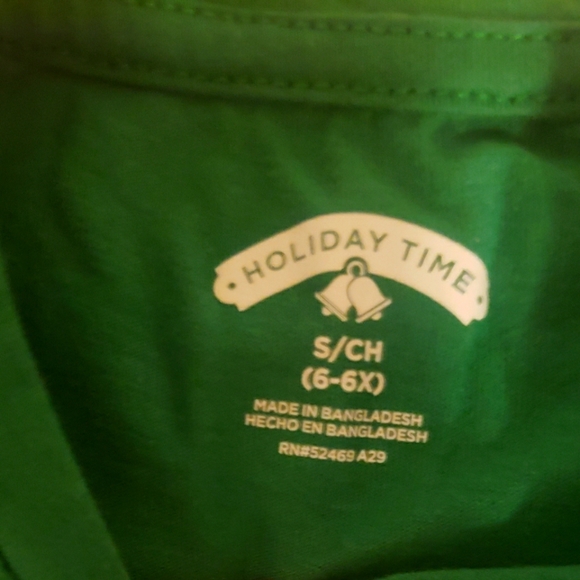 HOLIDAY TIME
S/CH
(6-6X)
MADE IN BANGLADESH
HECHO EN BANGLADESH
RN#52469 A29